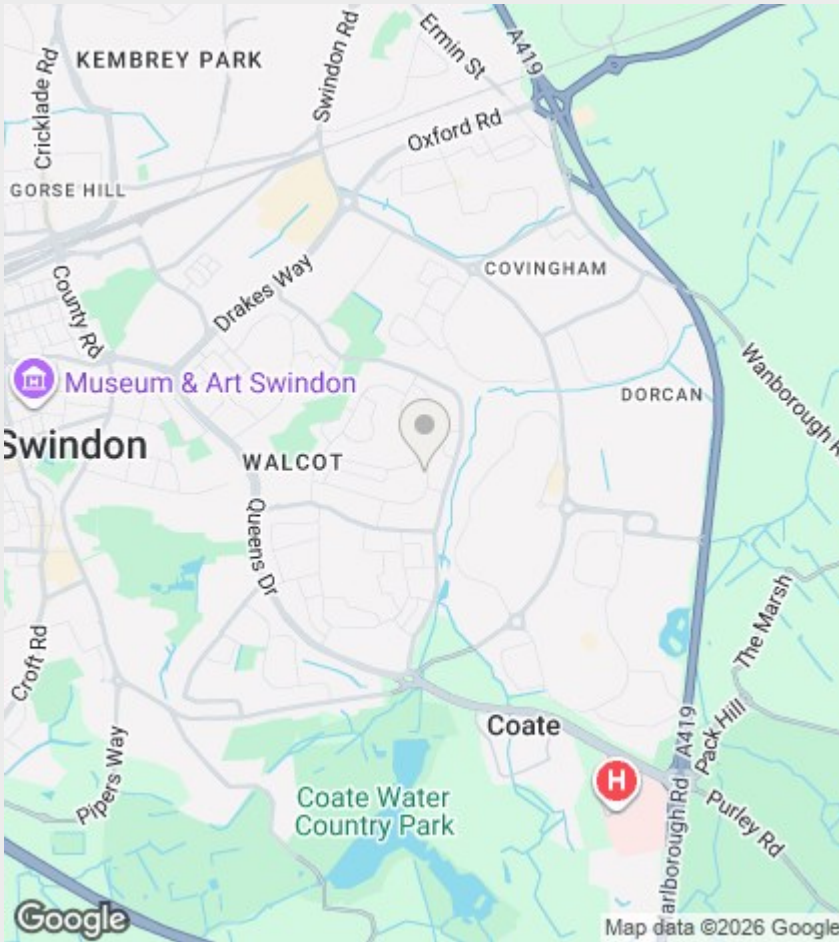 Ermin St
A419
KEMBREY PARK
Swindon Rd
Cricklade Rd
Oxford Rd
GORSE HILL
COVINGHAM
County Rd
Drakes Way
Museum & Art Swindon
Wanborough R
DORCAN
Swindon
WALCOT
Queens Dr
The Marsh
Croft Rd
Pack Hill
A419
Coate
Pipers Way
H
Coate Water
Country Park
Purley Rd
arlborough Rd
Google
Map data ©2026 Google